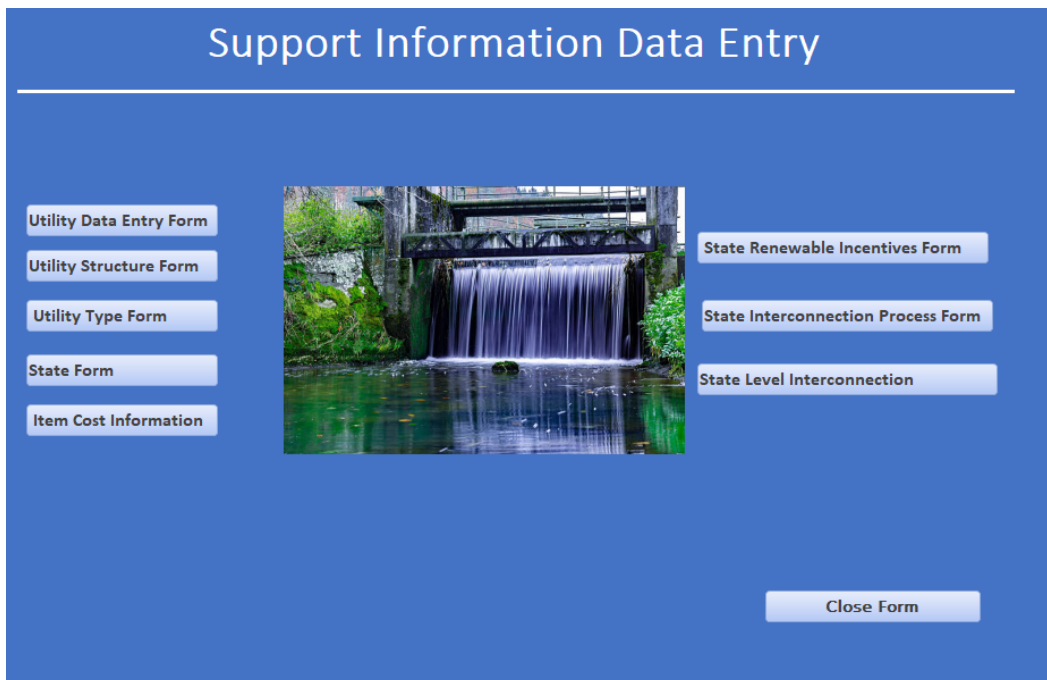 Support Information Data Entry
Utility Data Entry Form
Utility Structure Form
Utility Type Form
State Form
Item Cost Information
State Renewable Incentives Form
State Interconnection Process Form
State Level Interconnection
Close Form